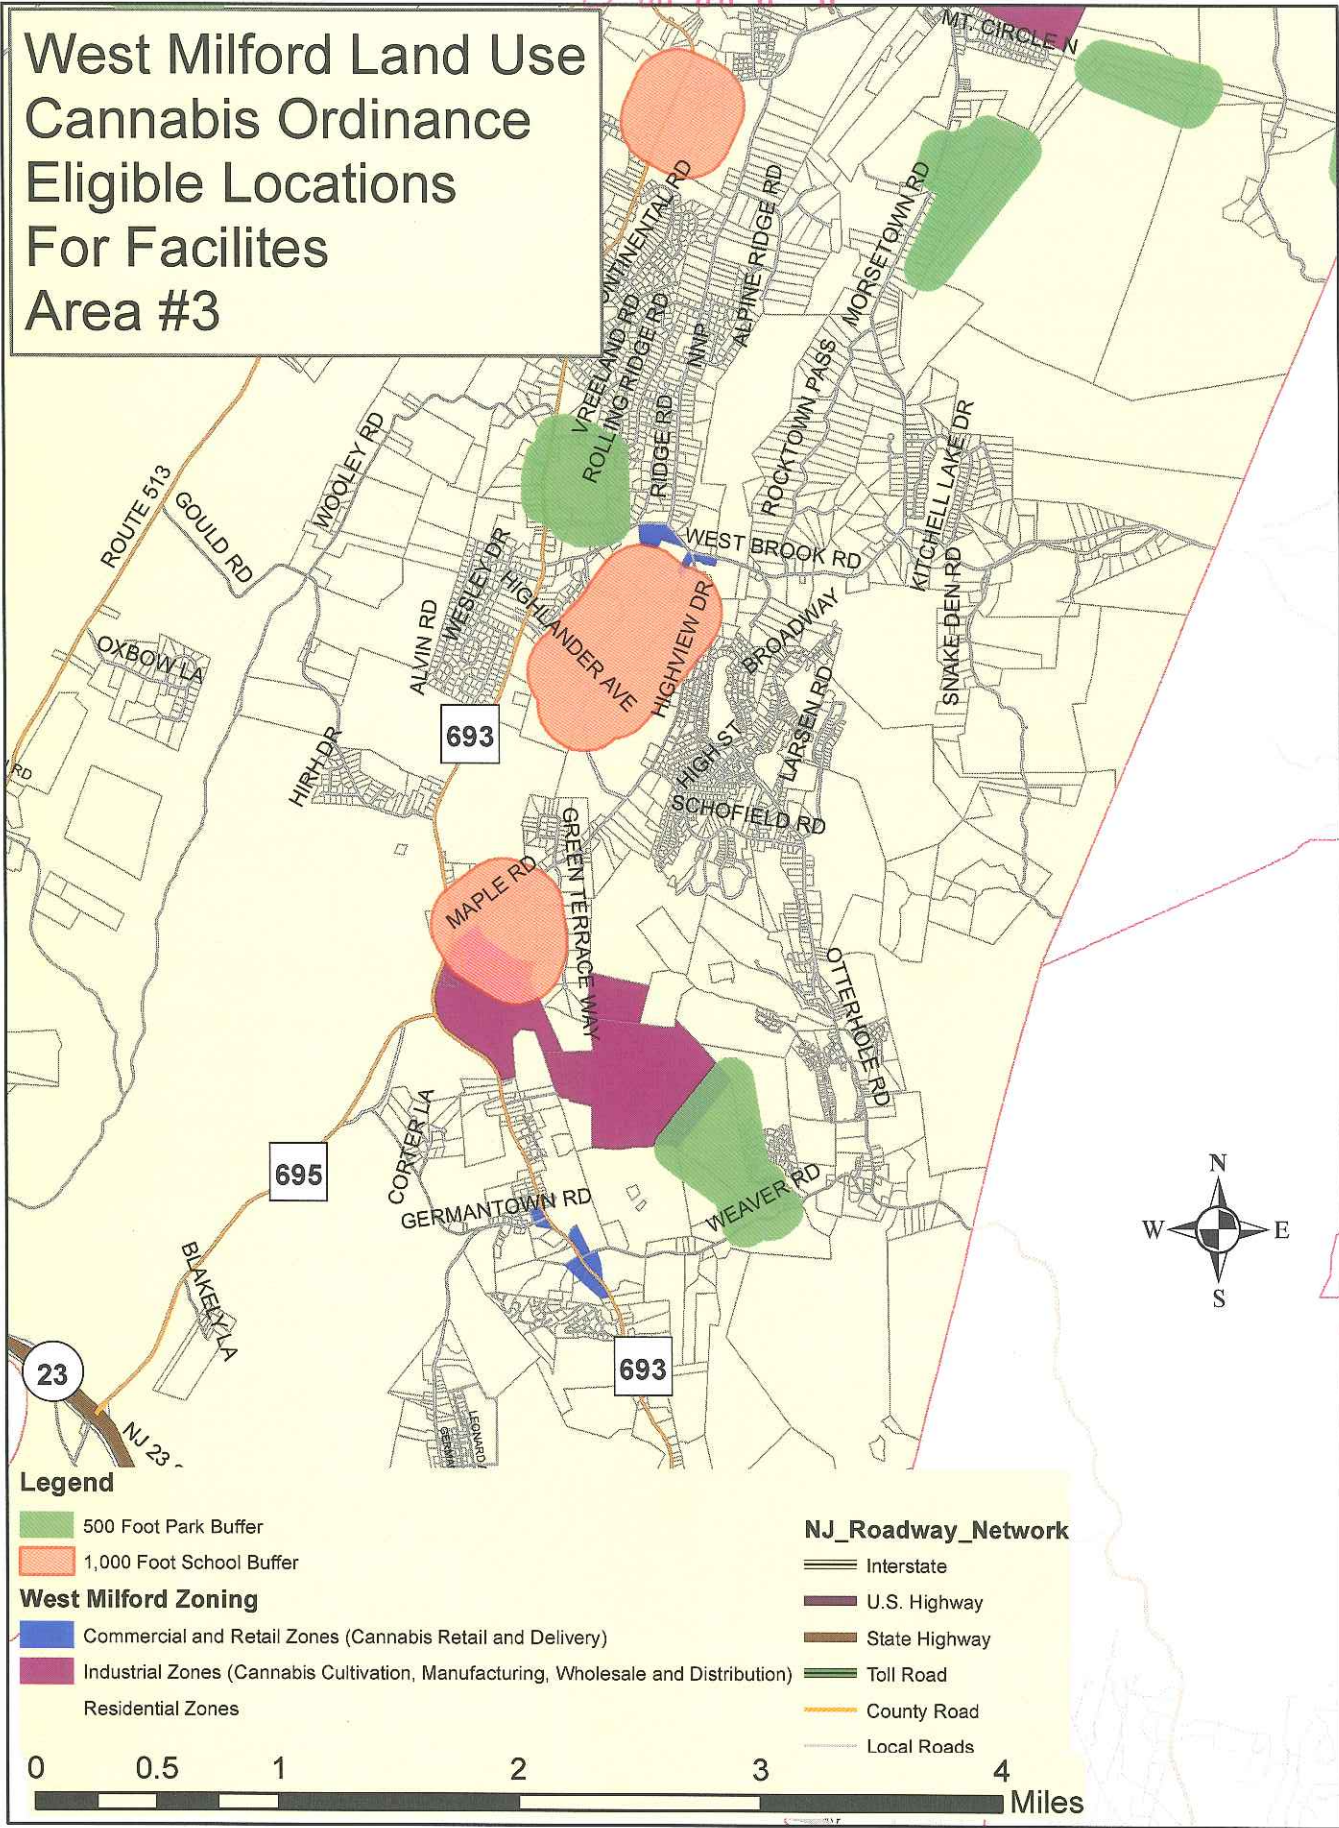 West Milford Land Use
Cannabis Ordinance
Eligible Locations
For Facilites
Area #3
MT. CIRCLE N
ALPINE RIDGE RD
MORSETOWN RD
VREELAND RD
ROLLING RIDGE RD
NNP
RIDGE RD
ROCKTOWN PASS
KITCHELL LAKE DR
WOOLEY RD
ROUTE 513
GOULD RD
WEST BROOK RD
WESLEY DR
HIGHLANDER AVE
ALVIN RD
HIGHVIEW DR
BROADWAY
SNAKE DEN RD
OXBOW LA
LARSEN RD
HIGH ST
693
HIRH DR
RD
SCHOFIELD RD
GREEN TERRACE WAY
MAPLE RD
OTTERHOLE RD
CORTER LA
695
GERMANTOWN RD
WEAVER RD
BLAKELY LA
N
W E
S
23
693
NJ 23
LEONARD
GERMA
Legend
500 Foot Park Buffer
1,000 Foot School Buffer
West Milford Zoning
Commercial and Retail Zones (Cannabis Retail and Delivery)
Industrial Zones (Cannabis Cultivation, Manufacturing, Wholesale and Distribution)
Residential Zones
NJ_Roadway_Network
Interstate
U.S. Highway
State Highway
Toll Road
County Road
Local Roads
0 0.5 1 2 3 4
Miles